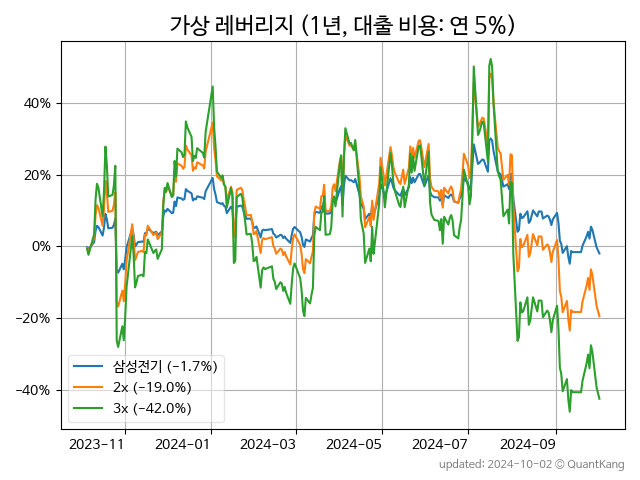 가상 레버리지 (1년, 대출 비용: 연 5%)
40%
20%
0%
−20%
−40%
삼성전기 (−1.7%)
2x (−19.0%)
3x (−42.0%)
2023-11 2024-01 2024-03 2024-05 2024-07 2024-09
updated: 2024-10-02 © QuantKang